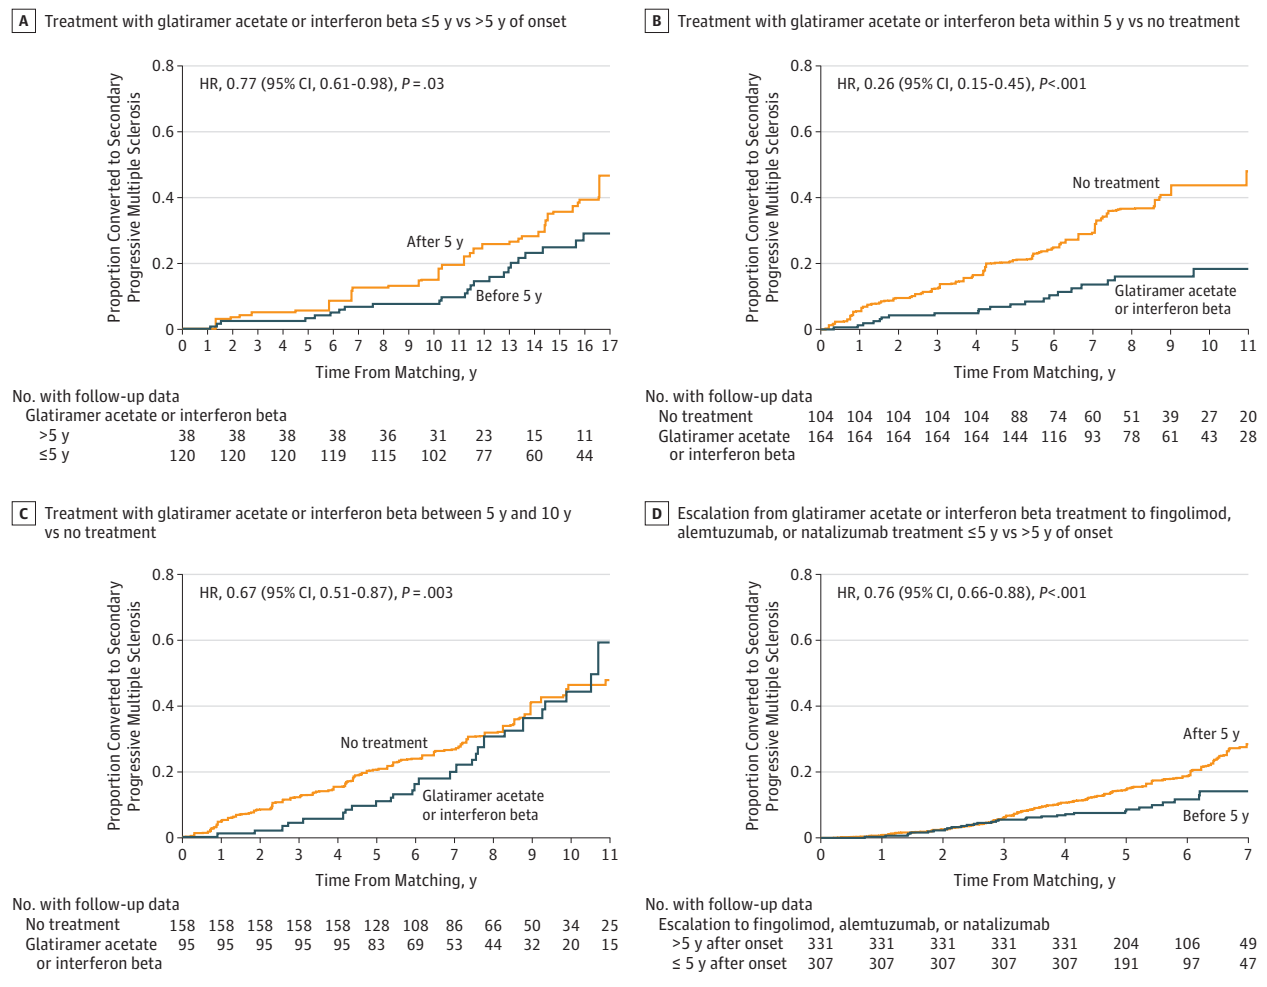 A Treatment with glatiramer acetate or interferon beta ≤5 y vs >5 y of onset
0.8
0.6
0.4
0.2
0
Proportion Converted to Secondary
Progressive Multiple Sclerosis
HR, 0.77 (95% CI, 0.61-0.98), P = .03
After 5 y
Before 5 y
0 1 2 3 4 5 6 7 8 9 10 11 12 13 14 15 16 17
Time From Matching, y
No. with follow-up data
Glatiramer acetate or interferon beta
>5 y 38 38 38 38 36 31 23 15 11
≤5 y 120 120 120 119 115 102 77 60 44
B Treatment with glatiramer acetate or interferon beta within 5 y vs no treatment
0.8
0.6
0.4
0.2
0
Proportion Converted to Secondary
Progressive Multiple Sclerosis
HR, 0.26 (95% CI, 0.15-0.45), P<.001
No treatment
Glatiramer acetate
or interferon beta
0 1 2 3 4 5 6 7 8 9 10 11
Time From Matching, y
No. with follow-up data
No treatment 104 104 104 104 104 88 74 60 51 39 27 20
Glatiramer acetate 164 164 164 164 164 144 116 93 78 61 43 28
or interferon beta
C Treatment with glatiramer acetate or interferon beta between 5 y and 10 y
vs no treatment
0.8
0.6
0.4
0.2
0
Proportion Converted to Secondary
Progressive Multiple Sclerosis
HR, 0.67 (95% CI, 0.51-0.87), P = .003
No treatment
Glatiramer acetate
or interferon beta
0 1 2 3 4 5 6 7 8 9 10 11
Time From Matching, y
No. with follow-up data
No treatment 158 158 158 158 158 128 108 86 66 50 34 25
Glatiramer acetate 95 95 95 95 95 83 69 53 44 32 20 15
or interferon beta
D Escalation from glatiramer acetate or interferon beta treatment to fingolimod,
alemtuzumab, or natalizumab treatment ≤5 y vs >5 y of onset
0.8
0.6
0.4
0.2
0
Proportion Converted to Secondary
Progressive Multiple Sclerosis
HR, 0.76 (95% CI, 0.66-0.88), P<.001
After 5 y
Before 5 y
0 1 2 3 4 5 6 7
Time From Matching, y
No. with follow-up data
Escalation to fingolimod, alemtuzumab, or natalizumab
>5 y after onset 331 331 331 331 331 204 106 49
≤ 5 y after onset 307 307 307 307 307 191 97 47